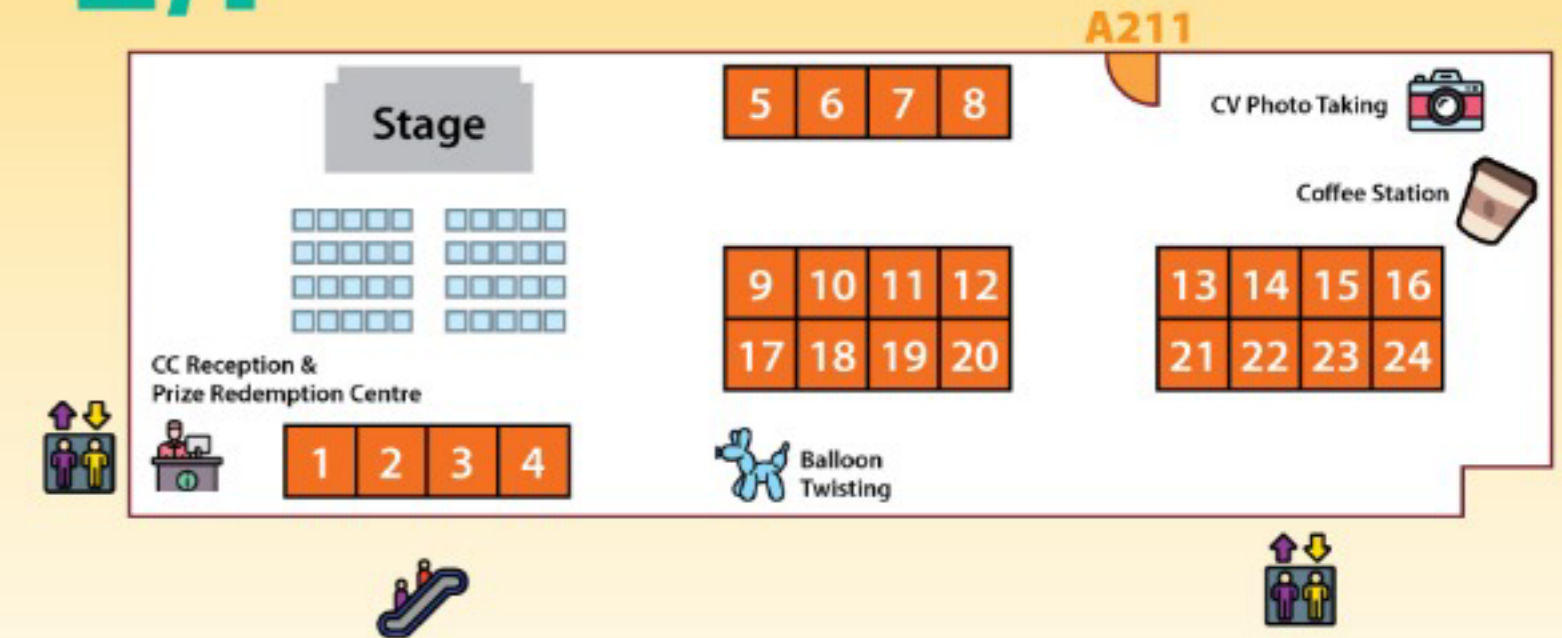 A211
Stage
5 6 7 8
CV Photo Taking
Coffee Station
9 10 11 12
13 14 15 16
17 18 19 20
21 22 23 24
CC Reception &
Prize Redemption Centre
1 2 3 4
Balloon
Twisting